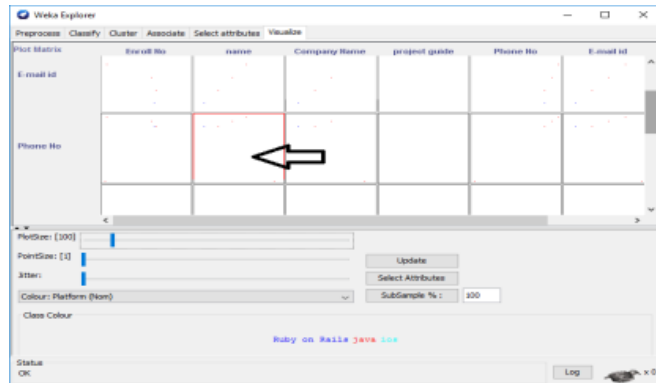 Weka Explorer
Preprocess Classify Cluster Associate Select attributes Visualize
Plot Matrix Enroll No name Company Name project guide Phone No E-mail id
E-mail id
Phone No
PlotSize: [100]
PointSize: [1]
Update
Jitter:
Select Attributes
Colour: Platform (Nom)
SubSample % : 100
Class Colour
Ruby on Rails java ios
Status
OK
Log
x 0